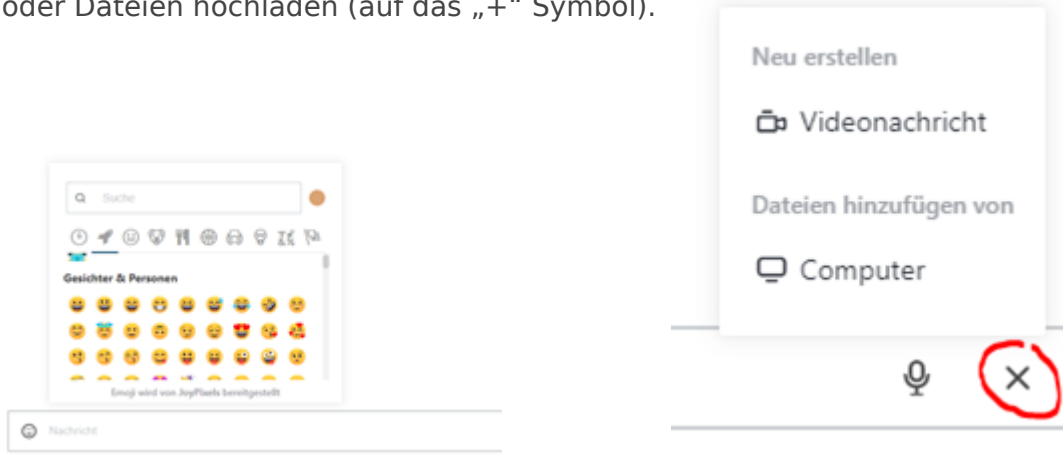 oder Dateien hochladen (auf das „+“ Symbol).
Neu erstellen
Videonachricht
Dateien hinzufügen von
Computer
Suche
Gesichter & Personen
Emoji wird von JoyPixels bereitgestellt
Nachricht